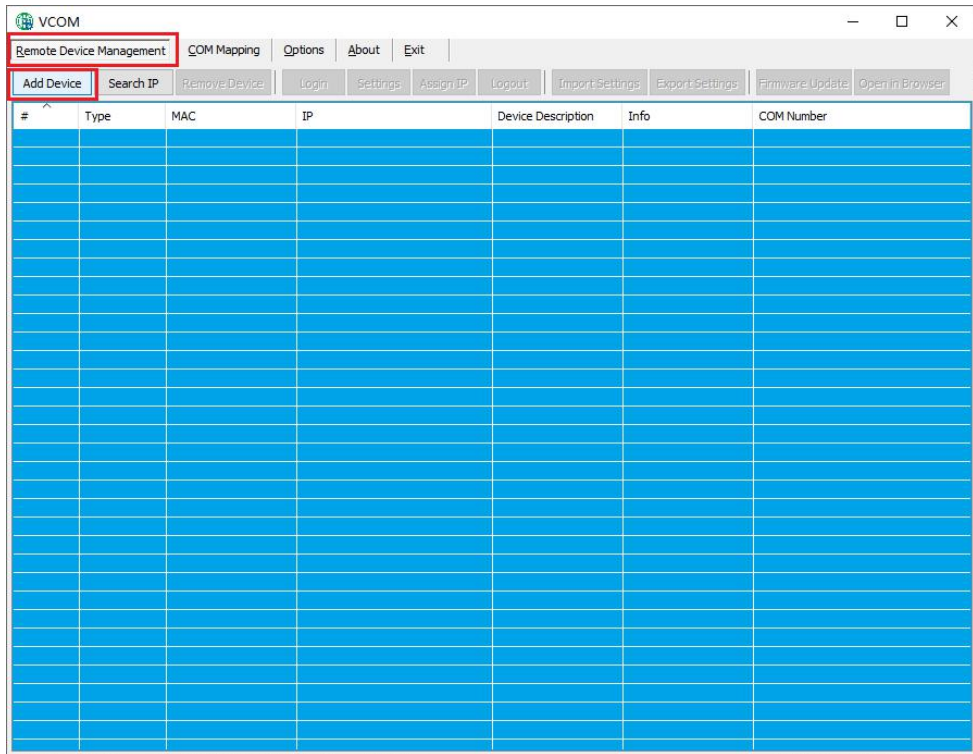 VCOM
Remote Device Management COM Mapping Options About Exit
Add Device Search IP Remove Device Login Settings Assign IP Logout Import Settings Export Settings Firmware Update Open in Browser
# Type MAC IP Device Description Info COM Number